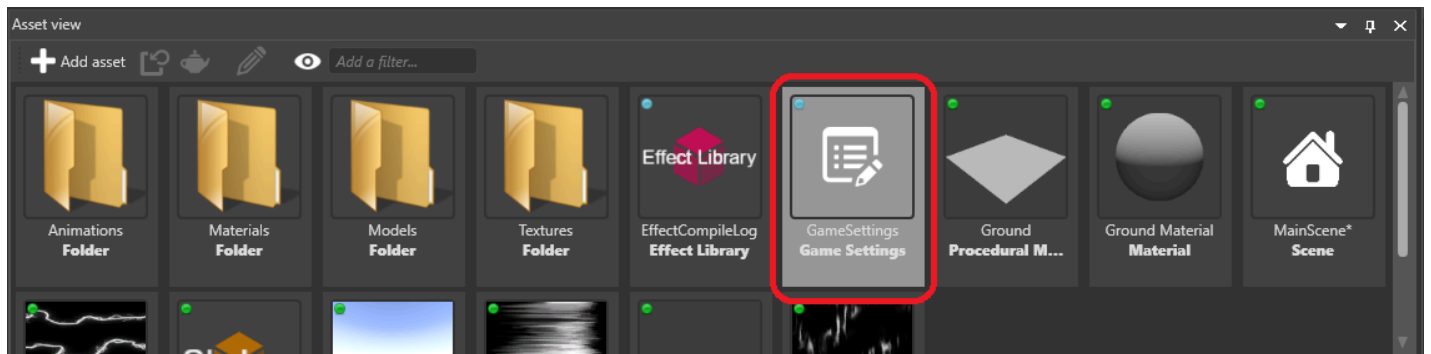 Asset view
Add asset
Add a filter...
Effect Library
Animations
Folder
Materials
Folder
Models
Folder
Textures
Folder
EffectCompileLog
Effect Library
GameSettings
Game Settings
Ground
Procedural M...
Ground Material
Material
MainScene*
Scene